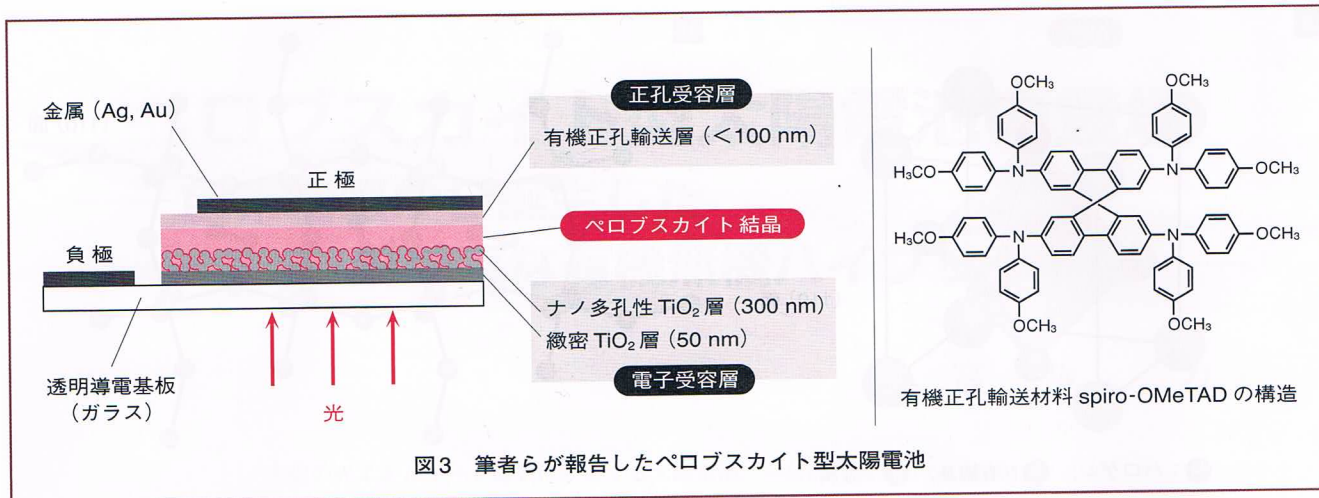 金属(Ag, Au)
正極
負極
透明導電基板
(ガラス)
光
正孔受容層
有機正孔輸送層(<100 nm)
ペロブスカイト結晶
ナノ多孔性 TiO₂ 層(300 nm)
緻密 TiO₂ 層(50 nm)
電子受容層
OCH₃
OCH₃
H₃CO
N
N
OCH₃
H₃CO
N
N
OCH₃
OCH₃
OCH₃
有機正孔輸送材料 spiro-OMeTAD の構造
図3 筆者らが報告したペロブスカイト型太陽電池